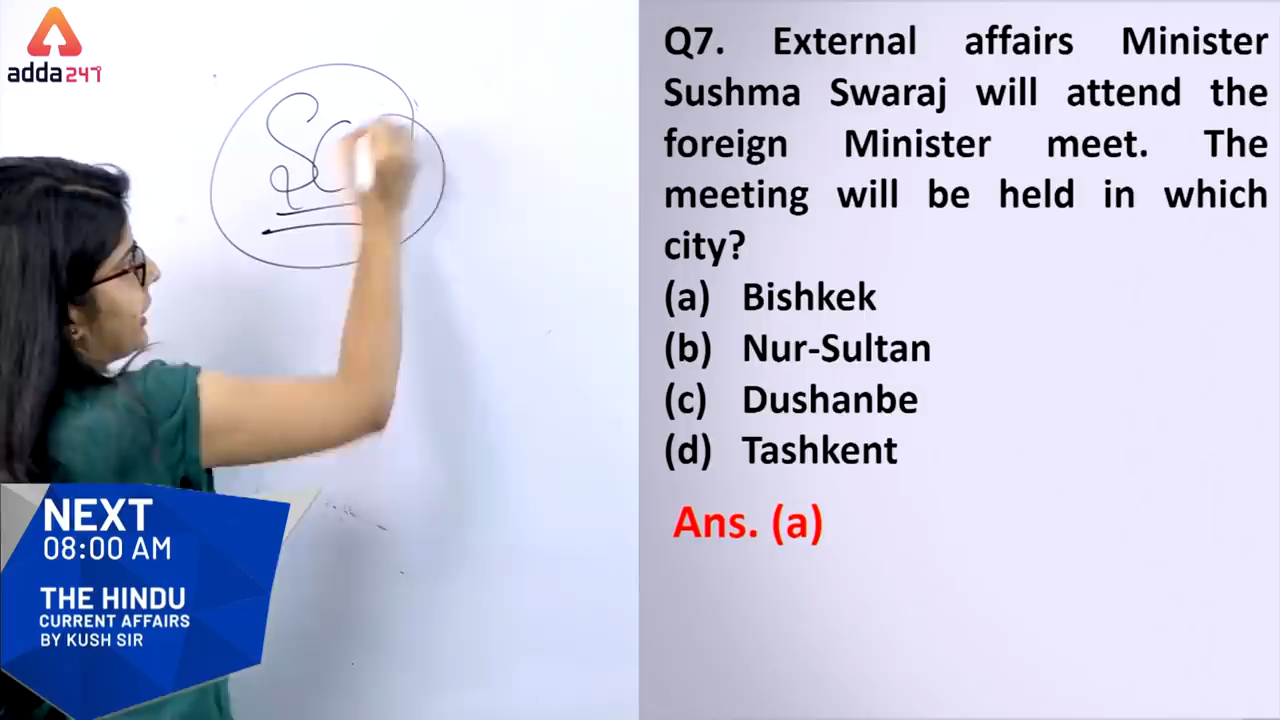 adda247
SC
Q7. External affairs Minister
Sushma Swaraj will attend the
foreign Minister meet. The
meeting will be held in which
city?
(a) Bishkek
(b) Nur-Sultan
(c) Dushanbe
(d) Tashkent
Ans. (a)
NEXT
08:00 AM
THE HINDU
CURRENT AFFAIRS
BY KUSH SIR